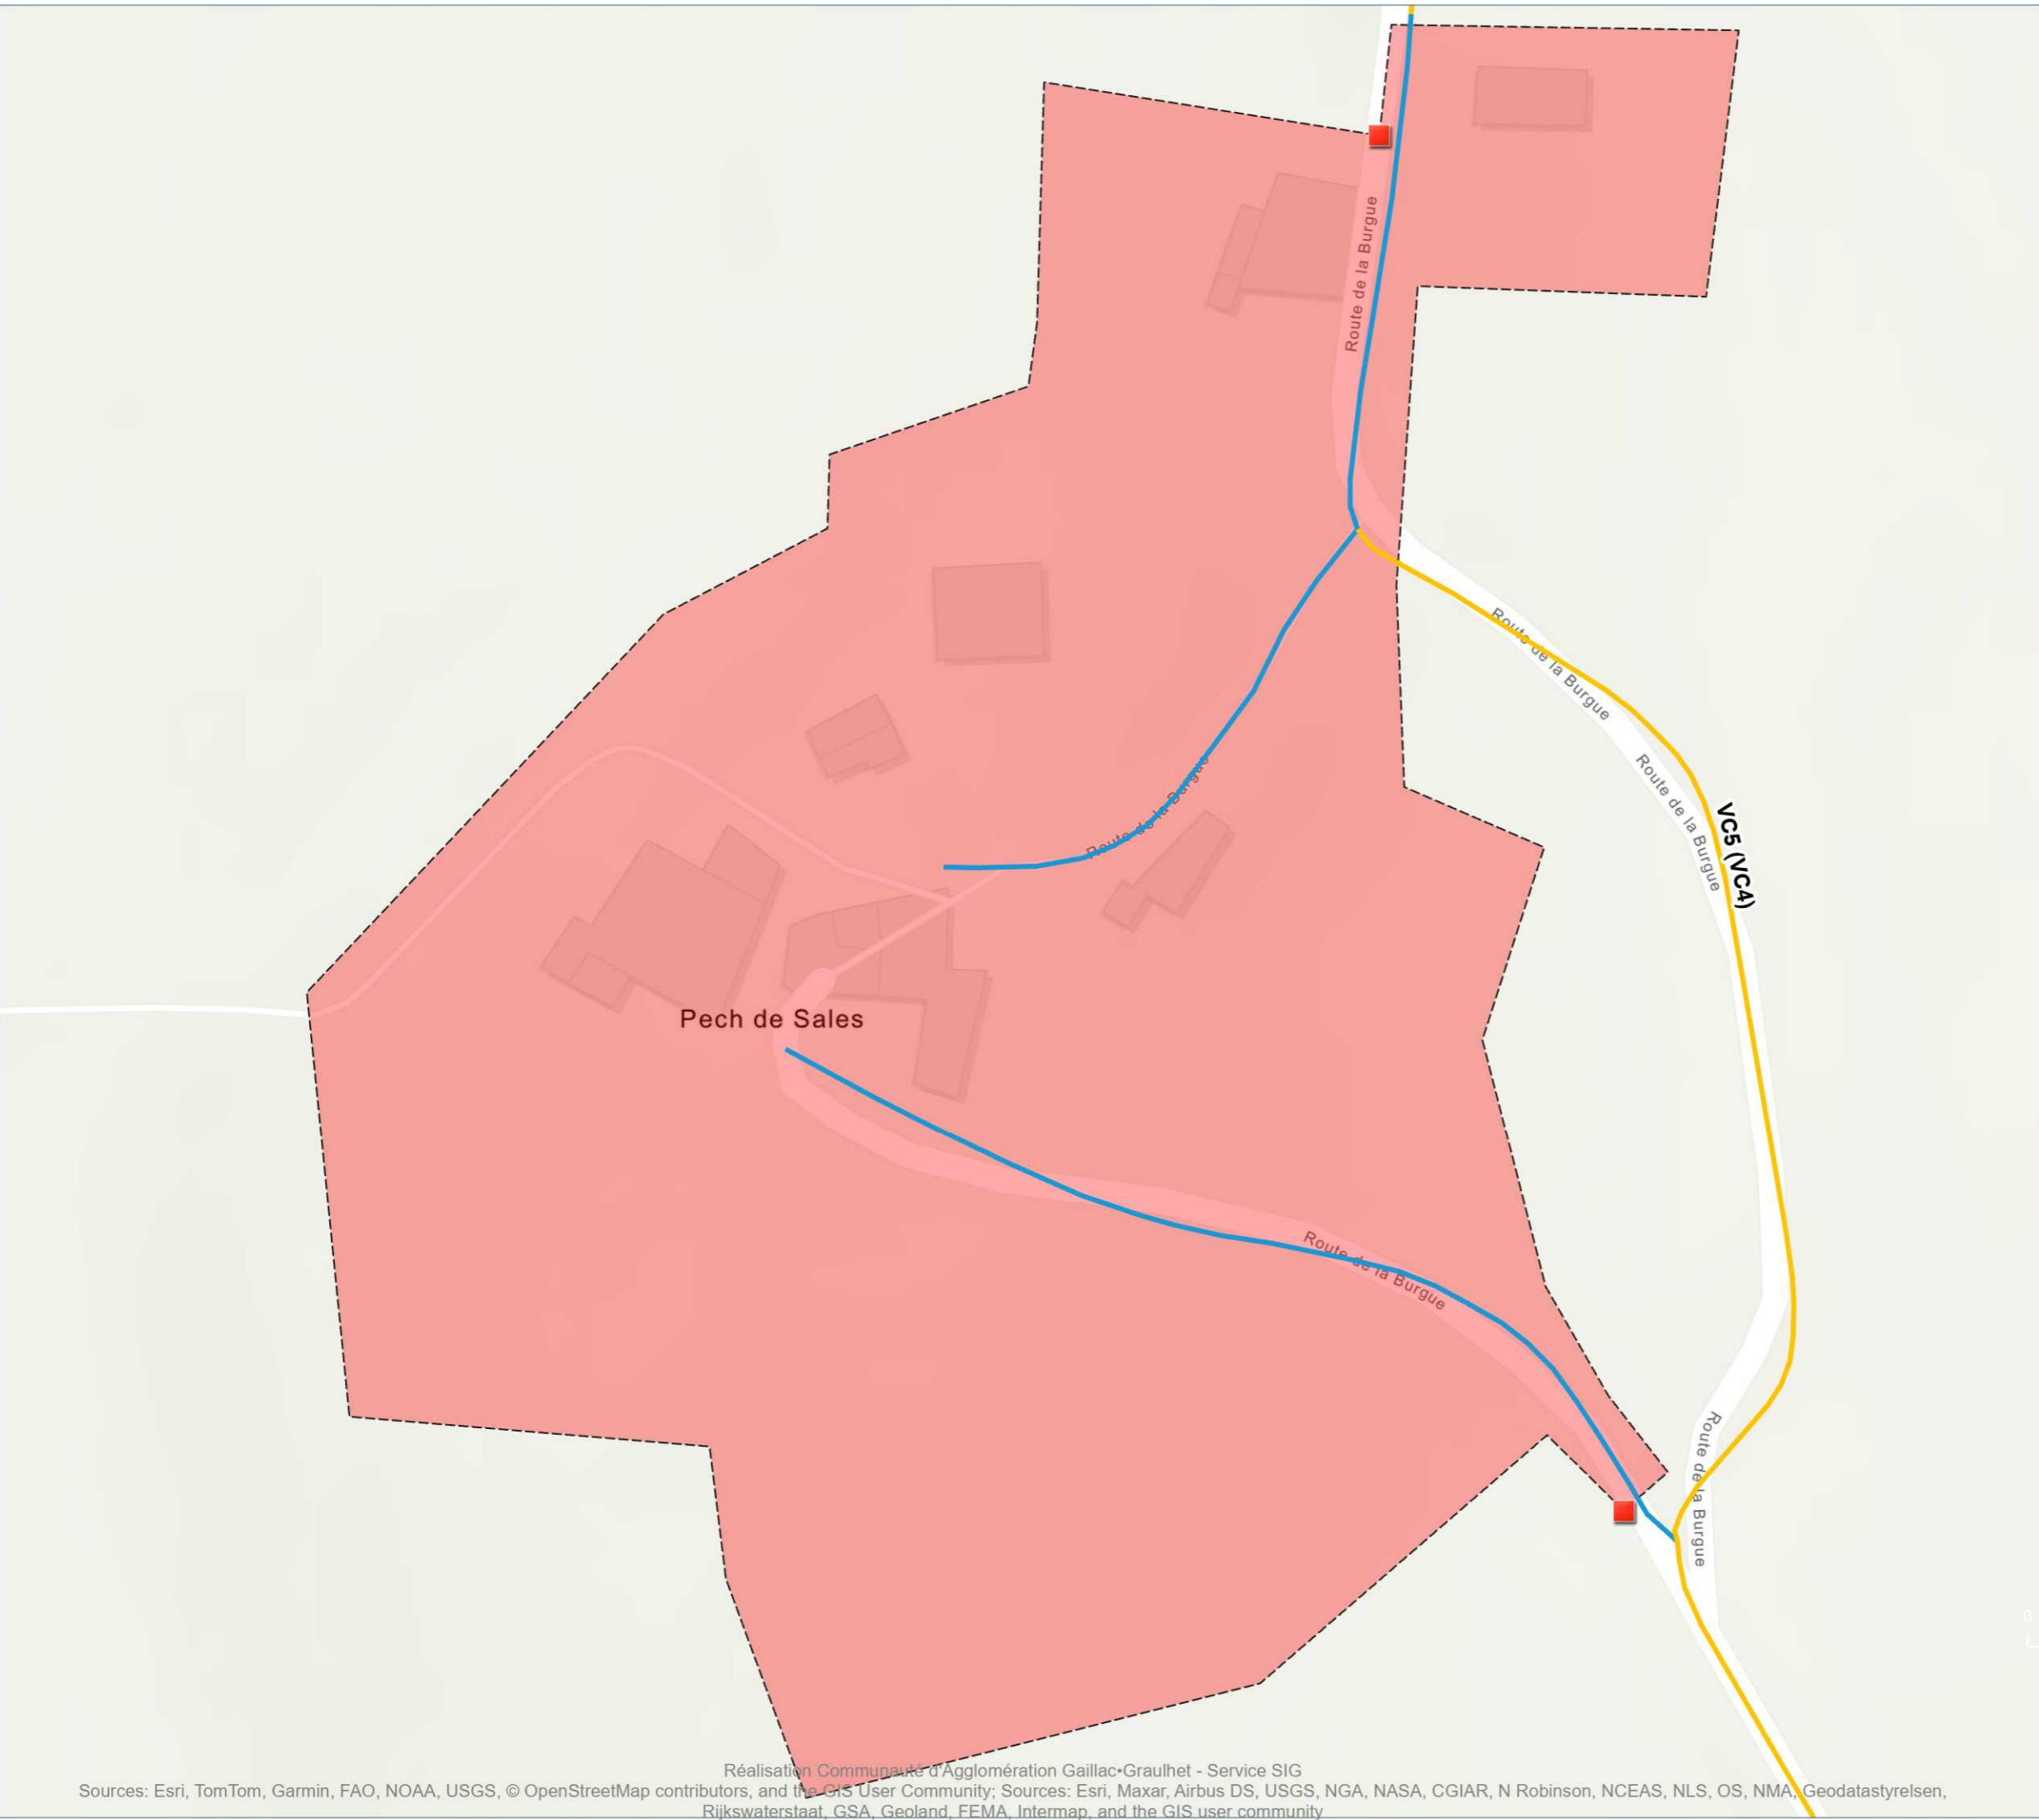 Route de la Burgue
Route de la Burgue
Route de la Burgue
VC5 (VC4)
Route de la Burgue
Pech de Sales
Route de la Burgue
Route de la Burgue
Réalisation Communauté d'Agglomération Gaillac•Graulhet - Service SIG
Sources: Esri, TomTom, Garmin, FAO, NOAA, USGS, © OpenStreetMap contributors, and the GIS User Community; Sources: Esri, Maxar, Airbus DS, USGS, NGA, NASA, CGIAR, N Robinson, NCEAS, NLS, OS, NMA, Geodatastyrelsen,
Rijkswaterstaat, GSA, Geoland, FEMA, Intermap, and the GIS user community